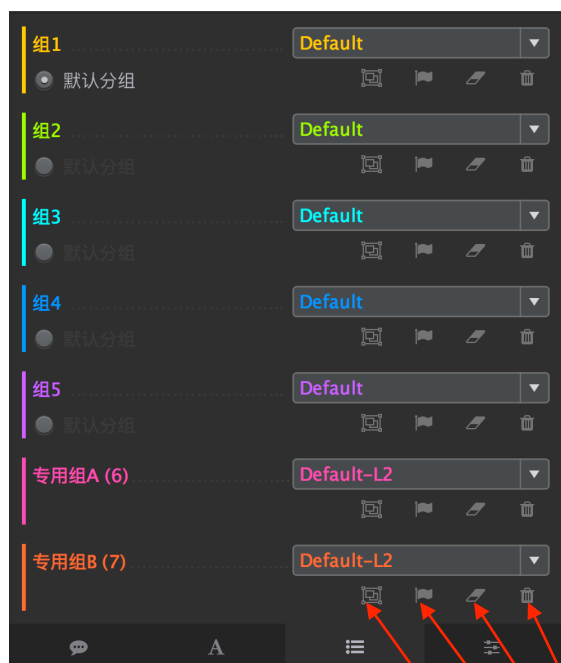 组1 Default
默认分组
组2 Default
默认分组
组3 Default
默认分组
组4 Default
默认分组
组5 Default
默认分组
专用组A (6) Default-L2
专用组B (7) Default-L2
A